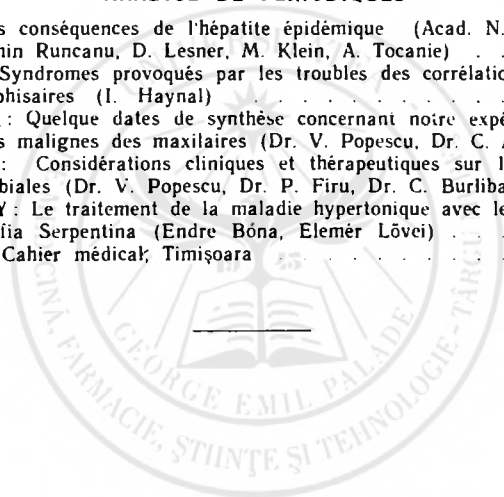 s conséquences de l'hépatite épidémique (Acad. N.
nin Runcanu, D. Lesner, M. Klein, A. Tocanie) . .
Syndromes provoqués par les troubles des corrélatio
phisaires (I. Haynal) . . . . . . . . . .
: Quelque dates de synthèse concernant notre expé
s malignes des maxilaires (Dr. V. Popescu, Dr. C. A
: Considérations cliniques et thérapeutiques sur l
biales (Dr. V. Popescu, Dr. P. Firu, Dr. C. Burliba
Y: Le traitement de la maladie hypertonique avec le
fia Serpentina (Endre Bóna, Elemér Lövei) . . .
Cahier médical, Timişoara . . . . . . . . .
MEDICINĂ, FARMACIE, ŞTIINŢE ŞI TEHNOLOGIE - TÂRGU
GEORGE EMIL PALADE